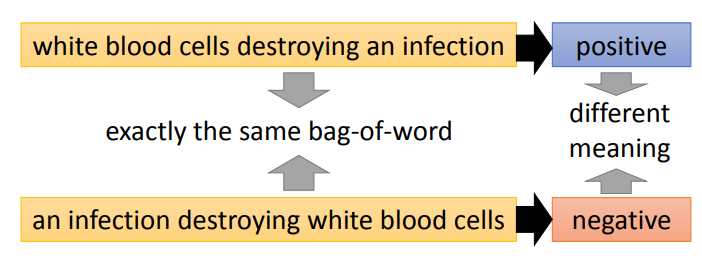 white blood cells destroying an infection
positive
exactly the same bag-of-word
different
meaning
an infection destroying white blood cells
negative